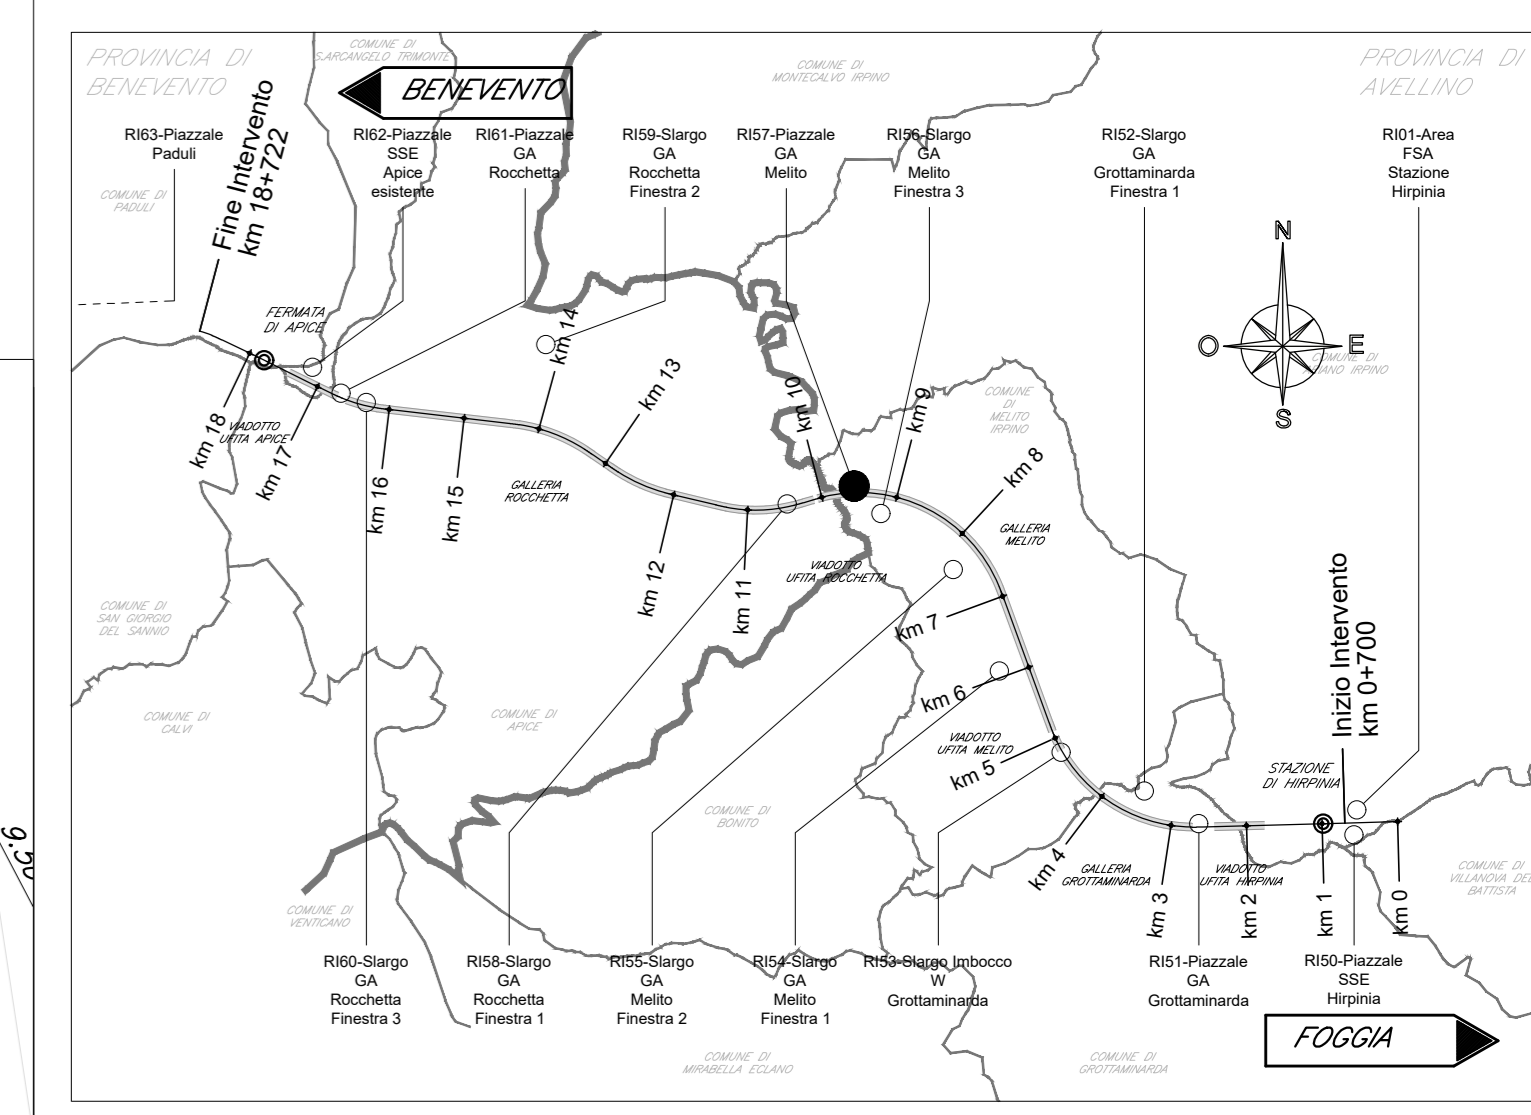 PROVINCIA DI
BENEVENTO
COMUNE DI
S.ARCANGELO TRIMONTE
BENEVENTO
COMUNE DI
MONTECALVO IRPINO
PROVINCIA DI
AVELLINO
RI63-Piazzale
Paduli
Fine Intervento
km 18+722
RI62-Piazzale
SSE
Apice
esistente
RI61-Piazzale
GA
Rocchetta
RI59-Slargo
GA
Rocchetta
Finestra 2
RI57-Piazzale
GA
Melito
RI56-Slargo
GA
Melito
Finestra 3
RI52-Slargo
GA
Grottaminarda
Finestra 1
RI01-Area
FSA
Stazione
Hirpinia
COMUNE DI
PADULI
N
O
E
S
FERMATA
DI APICE
COMUNE DI
IRPINO
COMUNE
DI
MELITO
IRPINO
km 18
VIADOTTO
UFITA APICE
km 17
km 16
km 15
km 14
km 13
km 12
km 11
km 10
km 9
km 8
km 7
km 6
km 5
km 4
km 3
km 2
km 1
km 0
GALLERIA
ROCCHETTA
GALLERIA
MELITO
VIADOTTO
UFITA ROCCHETTA
COMUNE DI
SAN GIORGIO
DEL SANNIO
COMUNE DI
CALVI
COMUNE DI
APICE
VIADOTTO
UFITA MELITO
Inizio Intervento
km 0+700
STAZIONE
DI HIRPINIA
COMUNE DI
BONITO
GALLERIA
GROTTAMINARDA
VIADOTTO
UFITA HIRPINIA
COMUNE DI
VILLANOVA DEL
BATTISTA
COMUNE DI
VENTICANO
9.50
RI60-Slargo
GA
Rocchetta
Finestra 3
RI58-Slargo
GA
Rocchetta
Finestra 1
RI55-Slargo
GA
Melito
Finestra 2
RI54-Slargo
GA
Melito
Finestra 1
RI53-Slargo Imbocco
W
Grottaminarda
RI51-Piazzale
GA
Grottaminarda
RI50-Piazzale
SSE
Hirpinia
FOGGIA
COMUNE DI
MIRABELLA ECLANO
COMUNE DI
GROTTAMINARDA